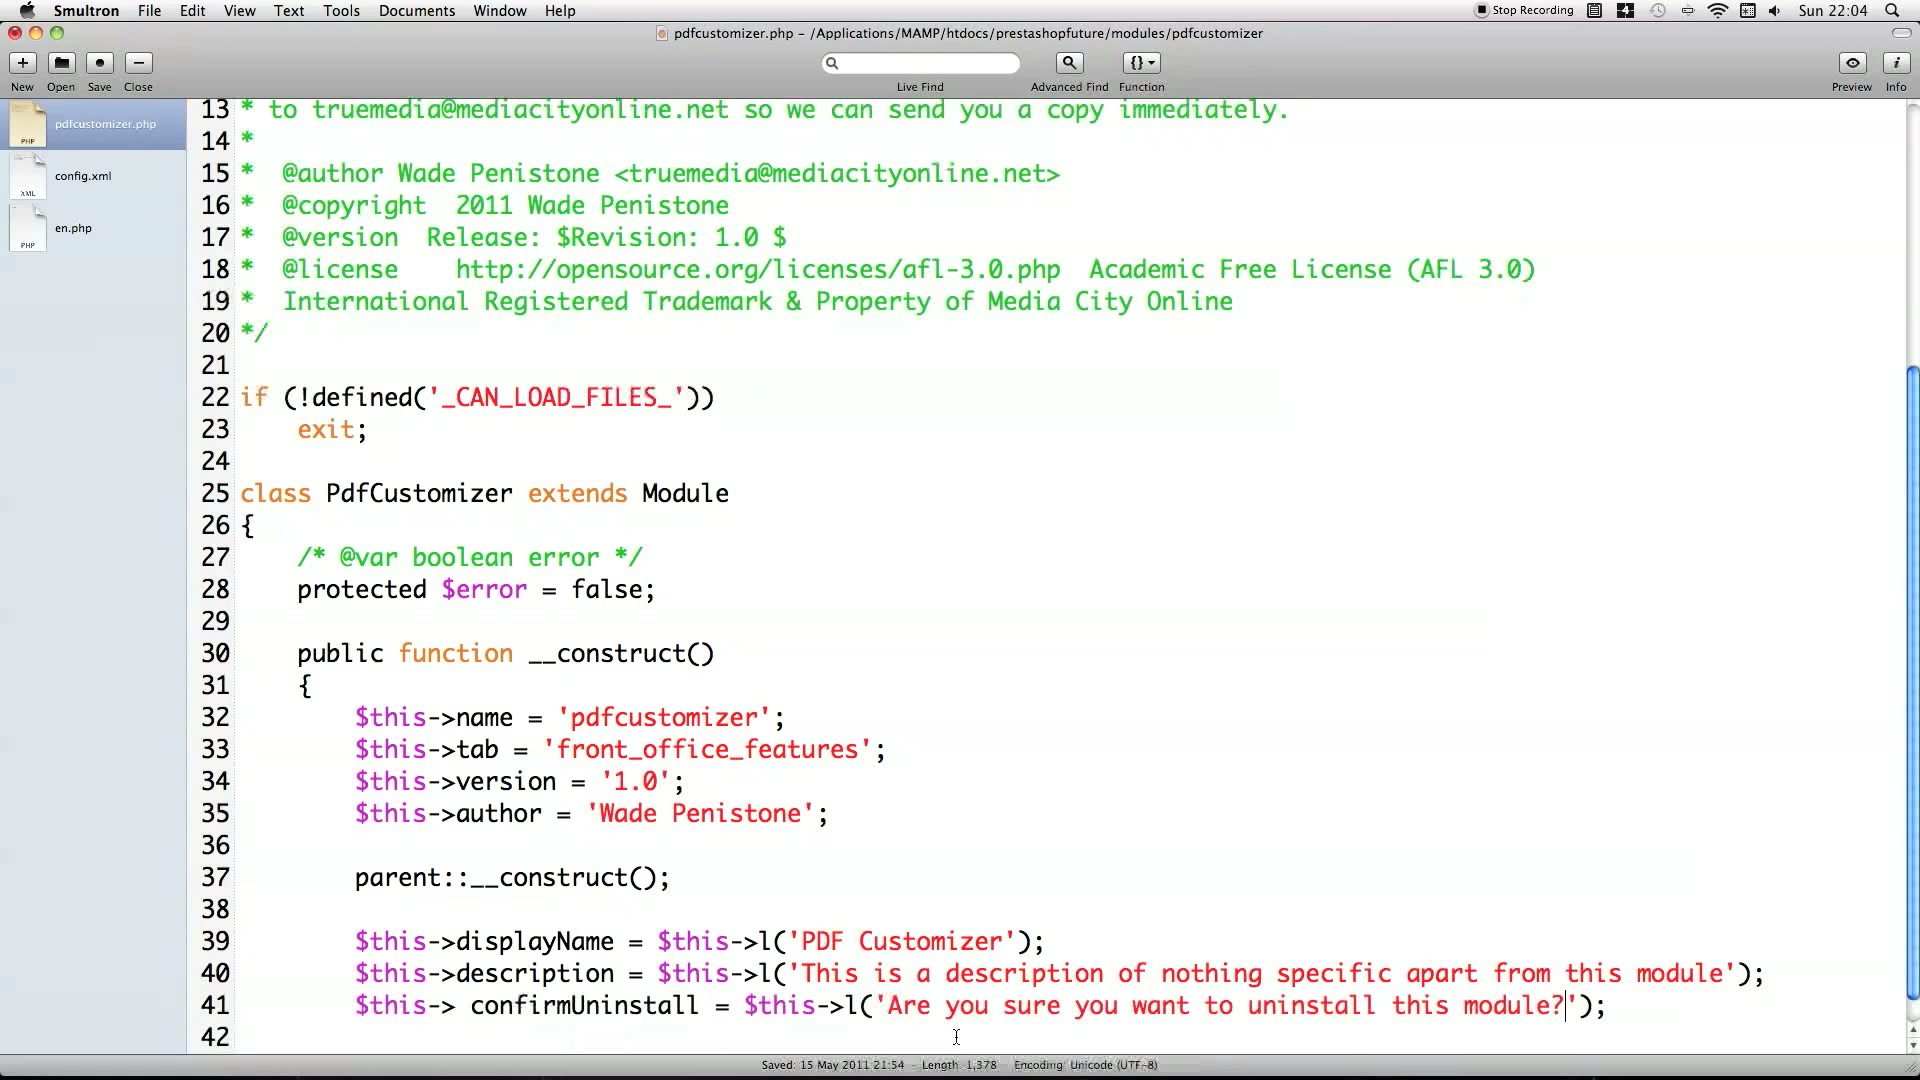 Smultron File Edit View Text Tools Documents Window Help Stop Recording 4 Sun 22:04
pdfcustomizer.php – /Applications/MAMP/htdocs/prestashopfuture/modules/pdfcustomizer
New Open Save Close Live Find Advanced Find Function Preview Info
pdfcustomizer.php
PHP
config.xml
XML
en.php
PHP
13 * to truemedia@mediacityonline.net so we can send you a copy immediately.
14 *
15 *  @author Wade Penistone <truemedia@mediacityonline.net>
16 *  @copyright  2011 Wade Penistone
17 *  @version  Release: $Revision: 1.0 $
18 *  @license    http://opensource.org/licenses/afl-3.0.php  Academic Free License (AFL 3.0)
19 *  International Registered Trademark & Property of Media City Online
20 */
21
22 if (!defined('_CAN_LOAD_FILES_'))
23     exit;
24
25 class PdfCustomizer extends Module
26 {
27     /* @var boolean error */
28     protected $error = false;
29
30     public function __construct()
31     {
32         $this->name = 'pdfcustomizer';
33         $this->tab = 'front_office_features';
34         $this->version = '1.0';
35         $this->author = 'Wade Penistone';
36
37         parent::__construct();
38
39         $this->displayName = $this->l('PDF Customizer');
40         $this->description = $this->l('This is a description of nothing specific apart from this module');
41         $this-> confirmUninstall = $this->l('Are you sure you want to uninstall this module?');
42
Saved: 15 May 2011 21:54 - Length 1,378 Encoding Unicode (UTF-8)